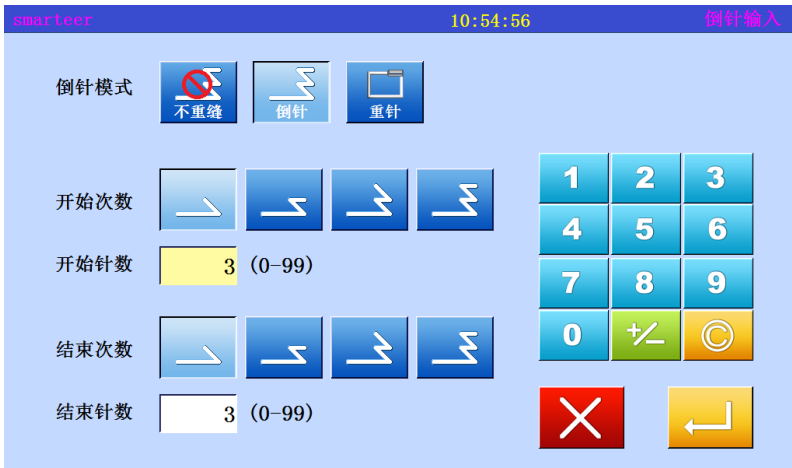 smarteer 10:54:56 倒针输入
倒针模式 不重缝 倒针 重针
开始次数
开始针数 3 (0-99)
结束次数
结束针数 3 (0-99)
1 2 3
4 5 6
7 8 9
0 +/- ©